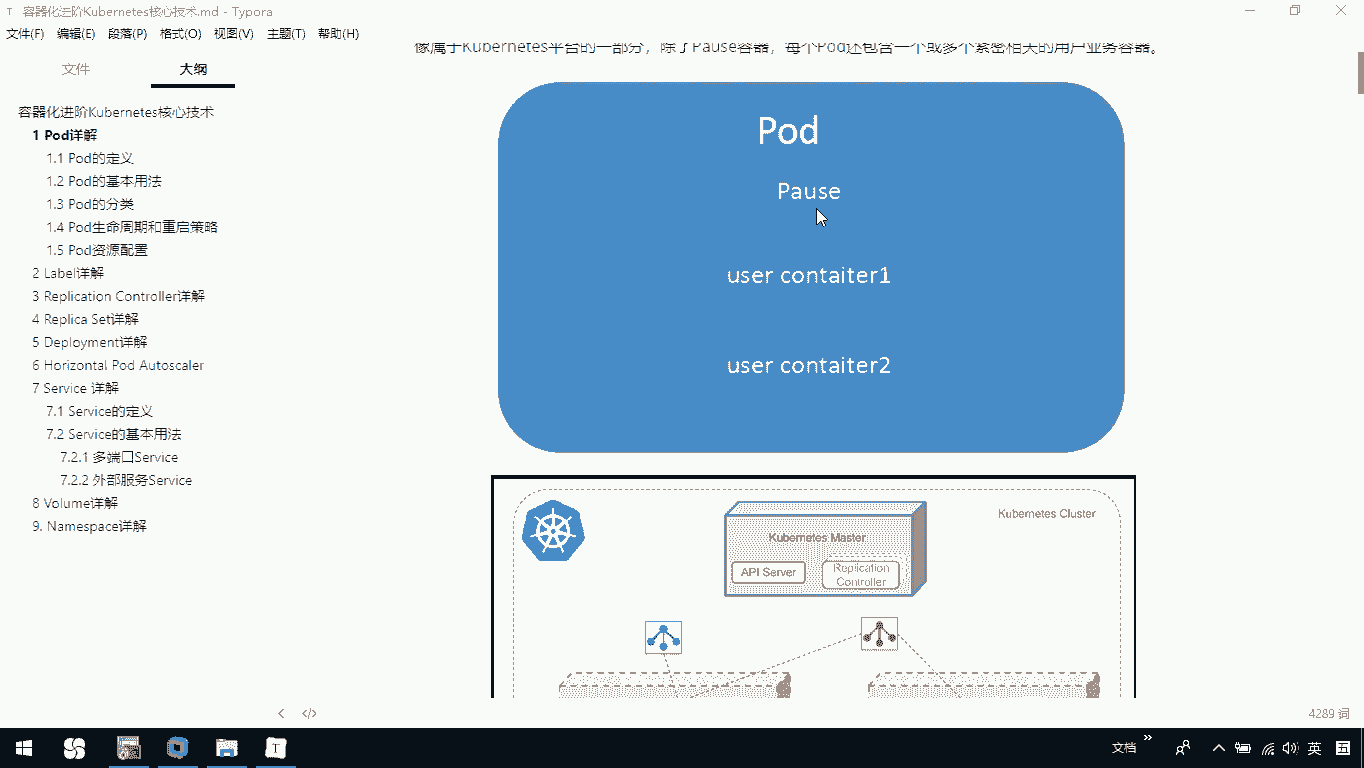 容器化进阶Kubernetes核心技术.md - Typora
文件(F) 编辑(E) 段落(P) 格式(O) 视图(V) 主题(T) 帮助(H)
文件 大纲
容器化进阶Kubernetes核心技术
1 Pod详解
1.1 Pod的定义
1.2 Pod的基本用法
1.3 Pod的分类
1.4 Pod生命周期和重启策略
1.5 Pod资源配置
2 Label详解
3 Replication Controller详解
4 Replica Set详解
5 Deployment详解
6 Horizontal Pod Autoscaler
7 Service 详解
7.1 Service的定义
7.2 Service的基本用法
7.2.1 多端口Service
7.2.2 外部服务Service
8 Volume详解
9. Namespace详解
像属于Kubernetes平台的一部分，除了Pause容器，每个Pod还包含一个或多个紧密相关的用户业务容器。
Pod
Pause
user contaiter1
user contaiter2
Kubernetes Cluster
Kubernetes Master
API Server
Replication
Controller
4289 词
文档
英